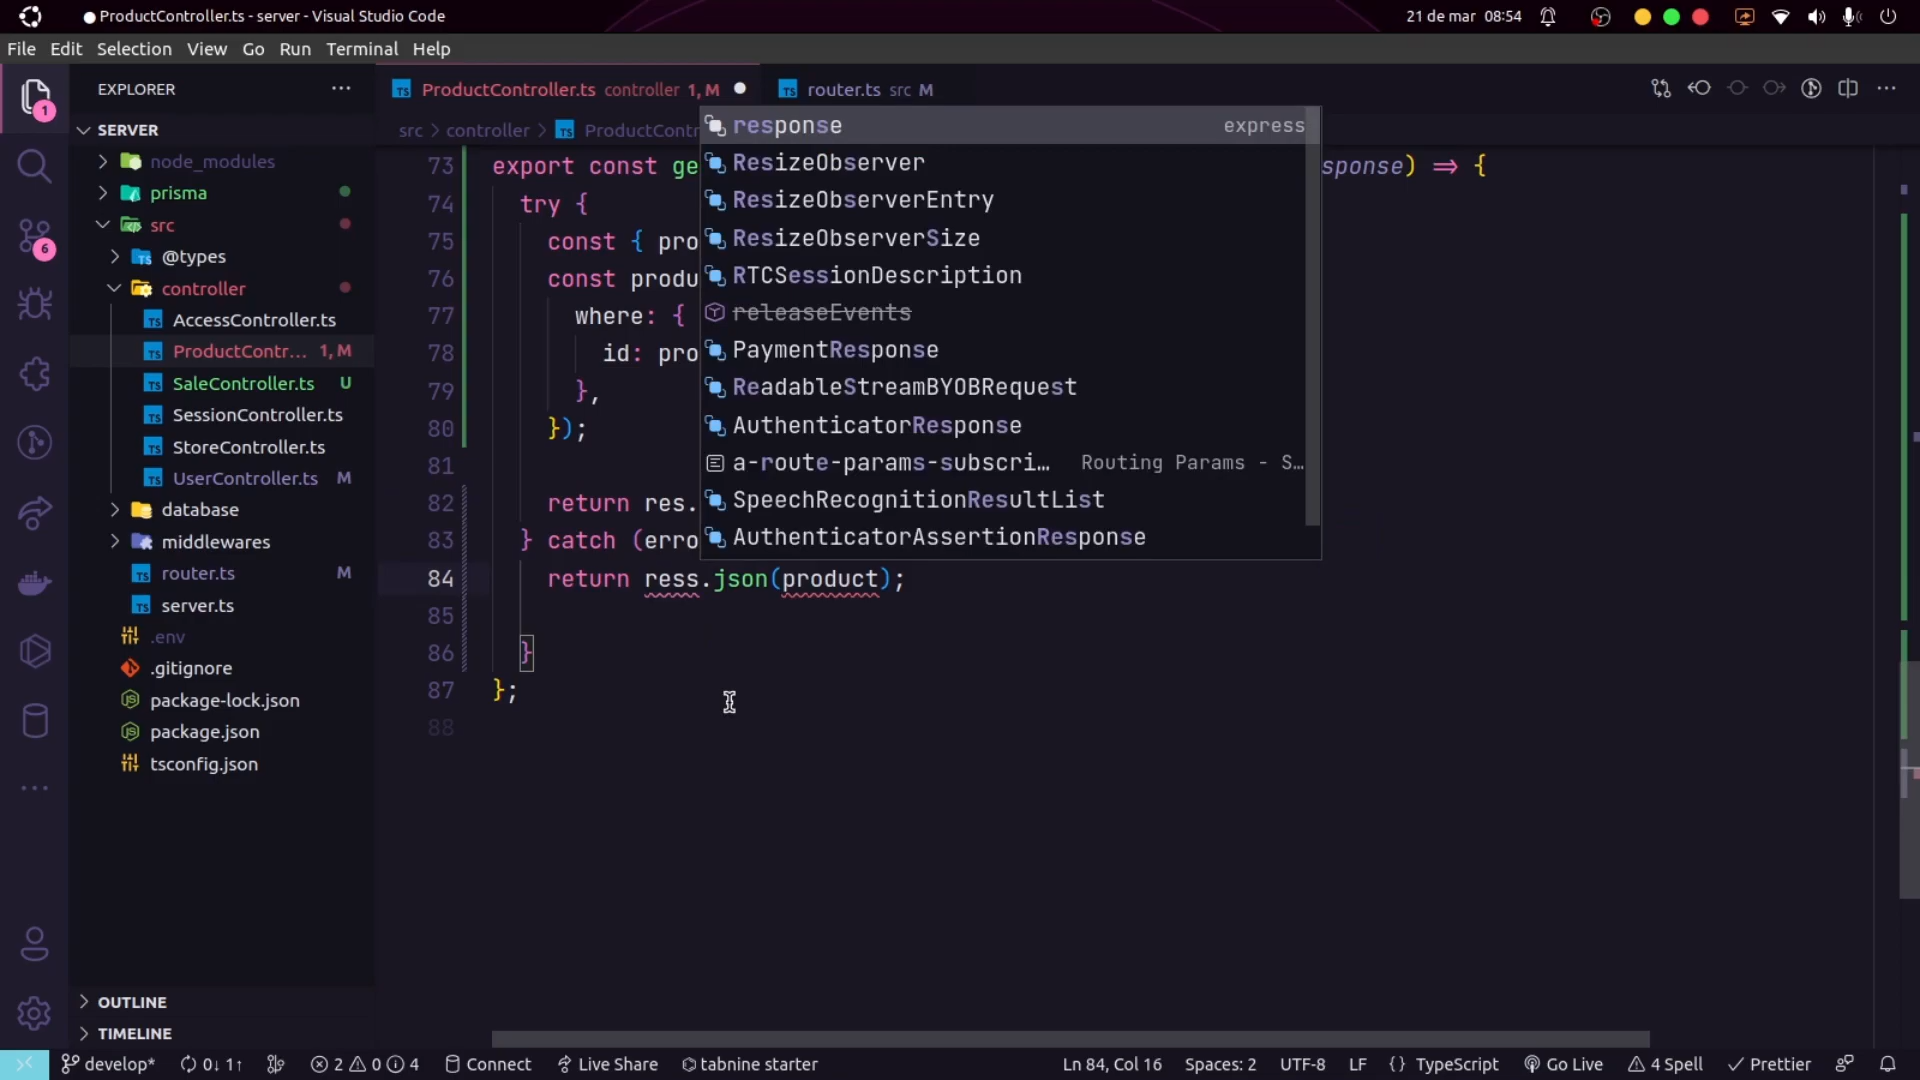 ProductController.ts - server - Visual Studio Code
21 de mar 08:54
File Edit Selection View Go Run Terminal Help
1
EXPLORER
ProductController.ts controller 1, M
router.ts src M
SERVER
src > controller > TS ProductContr
node_modules
prisma
src
@types
controller
AccessController.ts
ProductContr... 1, M
SaleController.ts U
SessionController.ts
StoreController.ts
UserController.ts M
database
middlewares
router.ts M
server.ts
.env
.gitignore
package-lock.json
package.json
tsconfig.json
6
OUTLINE
TIMELINE
response express
ResizeObserver
ResizeObserverEntry
ResizeObserverSize
RTCSessionDescription
releaseEvents
PaymentResponse
ReadableStreamBYOBRequest
AuthenticatorResponse
a-route-params-subscri... Routing Params - S...
SpeechRecognitionResultList
AuthenticatorAssertionResponse
73 export const ge sponse) => {
74 try {
75 const { pro
76 const produ
77 where: {
78 id: pro
79 },
80 });
81
82 return res.
83 } catch (erro
84 return ress.json(product);
85
86 }
87 };
88
develop* 0↓ 1↑ 2 0 4 Connect Live Share tabnine starter Ln 84, Col 16 Spaces: 2 UTF-8 LF {} TypeScript Go Live 4 Spell Prettier